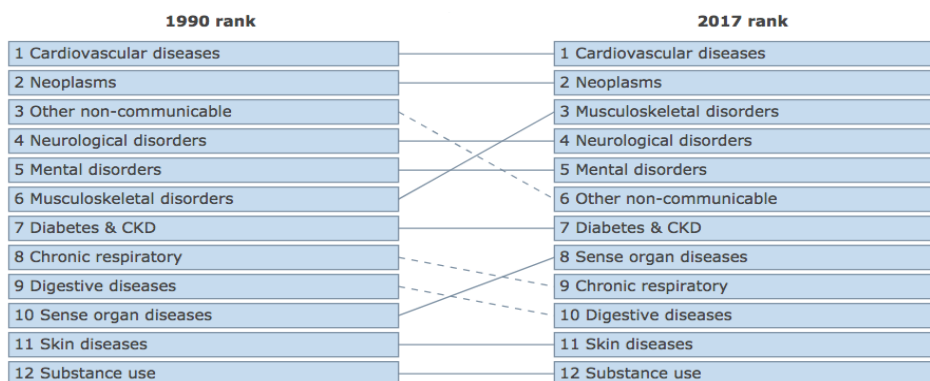 1990 rank
2017 rank
1 Cardiovascular diseases
1 Cardiovascular diseases
2 Neoplasms
2 Neoplasms
3 Other non-communicable
3 Musculoskeletal disorders
4 Neurological disorders
4 Neurological disorders
5 Mental disorders
5 Mental disorders
6 Musculoskeletal disorders
6 Other non-communicable
7 Diabetes & CKD
7 Diabetes & CKD
8 Chronic respiratory
8 Sense organ diseases
9 Digestive diseases
9 Chronic respiratory
10 Sense organ diseases
10 Digestive diseases
11 Skin diseases
11 Skin diseases
12 Substance use
12 Substance use